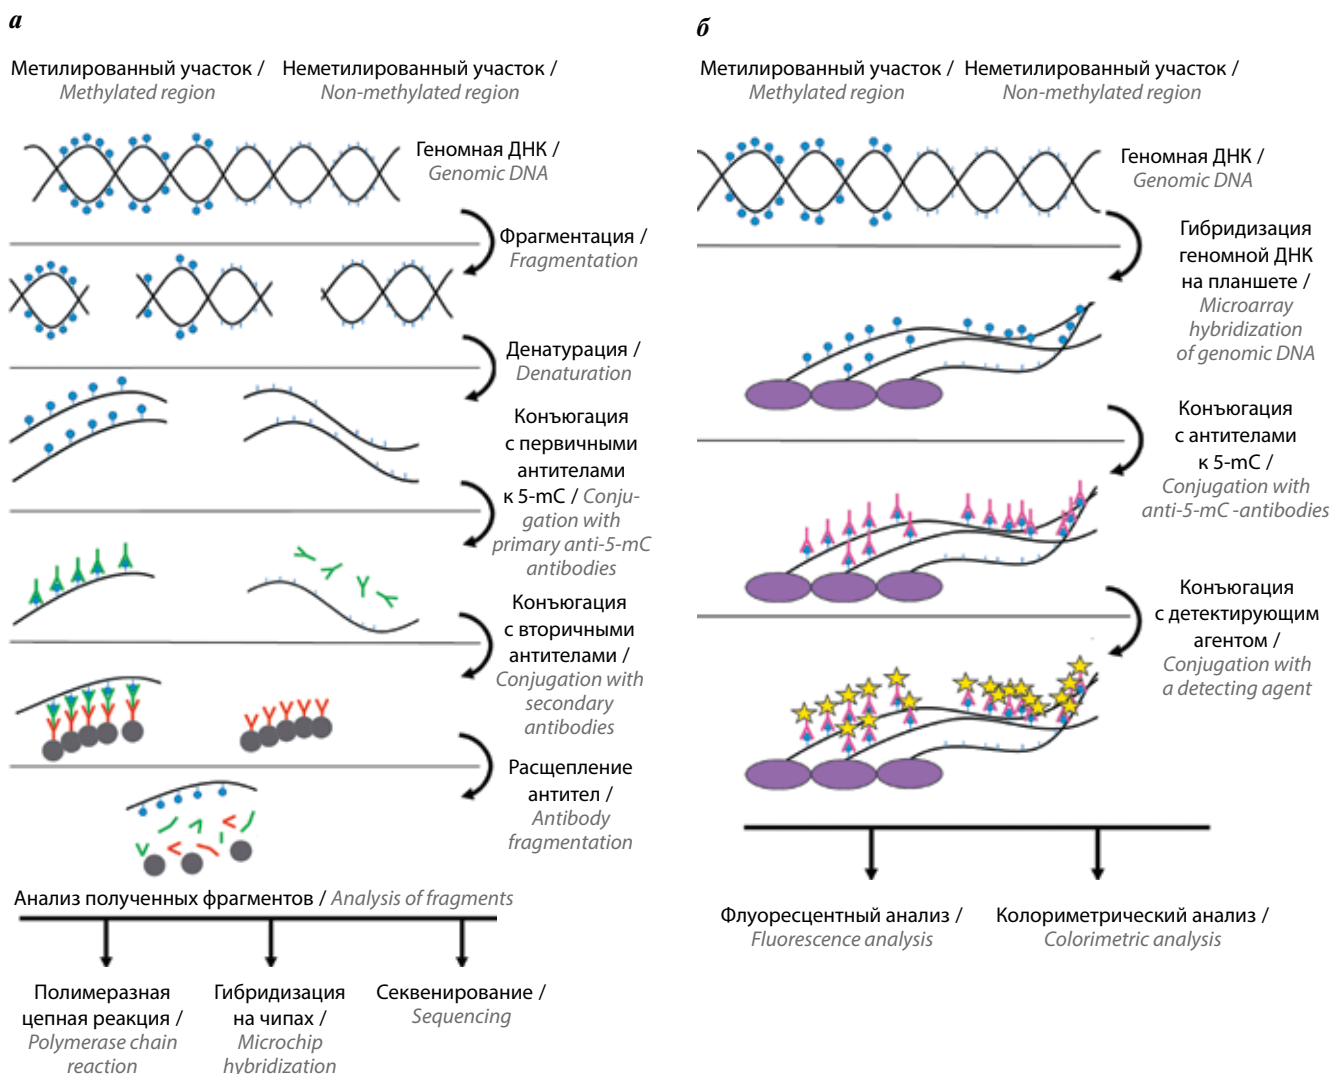 а
Метилированный участок / Неметилированный участок /
Methylated region Non-methylated region
Геномная ДНК /
Genomic DNA
Фрагментация /
Fragmentation
Денатурация /
Denaturation
Конъюгация
с первичными
антителами
к 5-mC / Conju-
gation with
primary anti-5-mC
antibodies
Конъюгация
с вторичными
антителами /
Conjugation with
secondary
antibodies
Расщепление
антител /
Antibody
fragmentation
Анализ полученных фрагментов / Analysis of fragments
Полимеразная
цепная реакция /
Polymerase chain
reaction
Гибридизация
на чипах /
Microchip
hybridization
Секвенирование /
Sequencing
б
Метилированный участок / Неметилированный участок /
Methylated region Non-methylated region
Геномная ДНК /
Genomic DNA
Гибридизация
геномной ДНК
на планшете /
Microarray
hybridization
of genomic DNA
Конъюгация
с антителами
к 5-mC /
Conjugation with
anti-5-mC -antibodies
Конъюгация
с детектирующим
агентом /
Conjugation with
a detecting agent
Флуоресцентный анализ /
Fluorescence analysis
Колориметрический анализ /
Colorimetric analysis